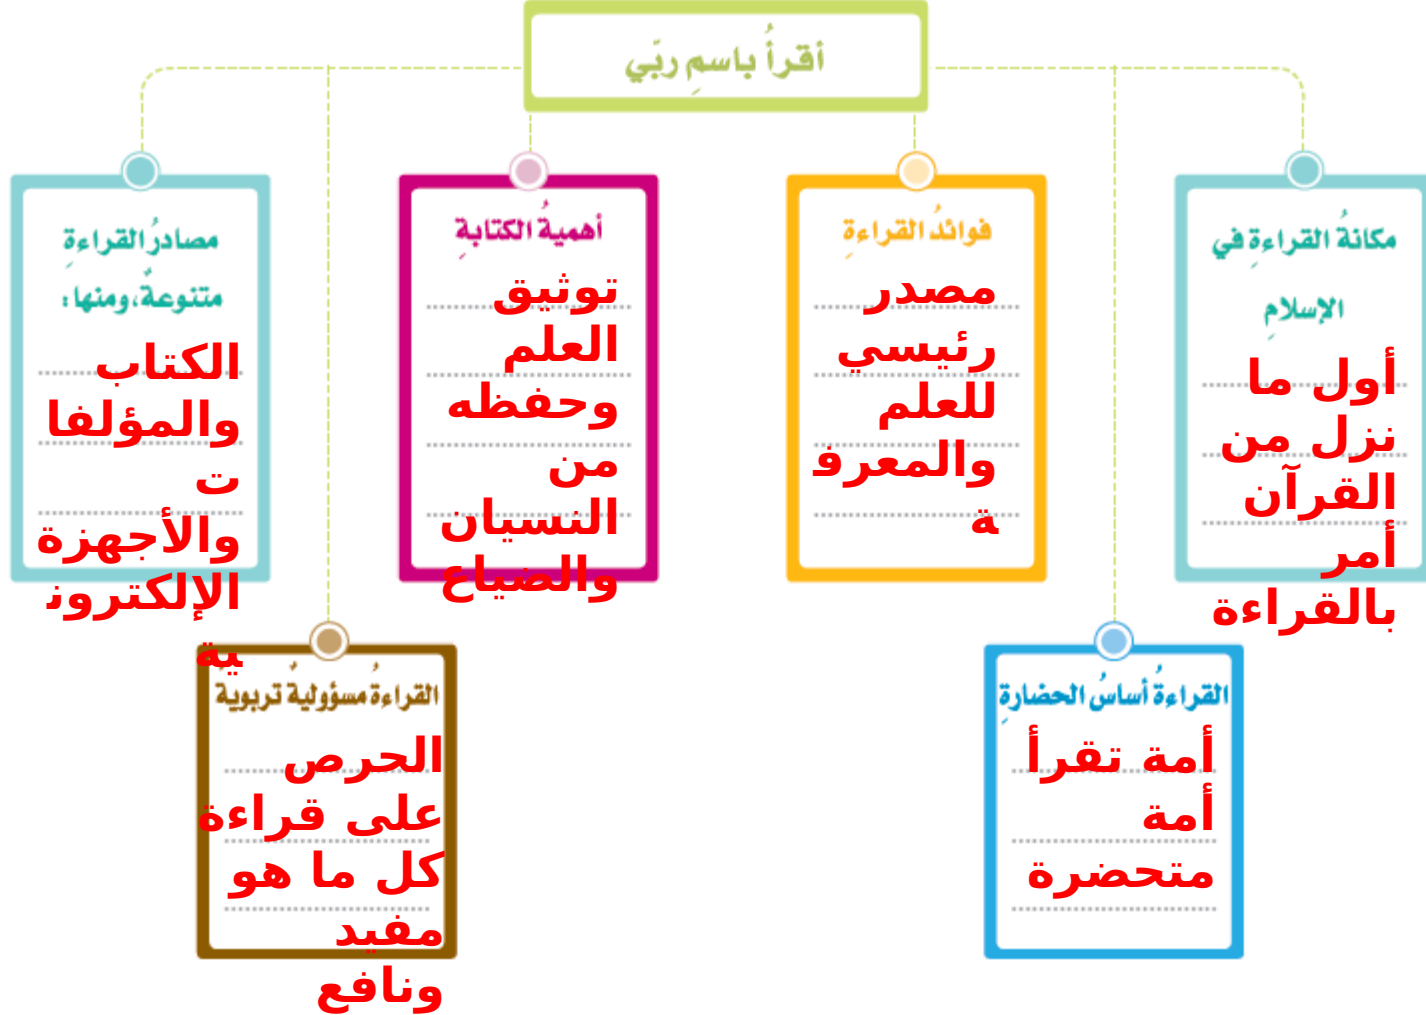 أقرأُ باسمِ ربّي
مكانةُ القراءةِ في
الإسلامِ
أول ما
نزل من
القرآن
أمر
بالقراءة
فوائدُ القراءةِ
مصدر
رئيسي
للعلم
والمعرف
ة
أهميةُ الكتابةِ
توثيق
العلم
وحفظه
من
النسيان
والضياع
مصادرُ القراءةِ
متنوعةٌ، ومنها:
الكتاب
والمؤلفا
ت
والأجهزة
الإلكترون
ية
القراءةُ أساسُ الحضارةِ
أمة تقرأ
أمة
متحضرة
القراءةُ مسؤوليةٌ تربويةٌ
الحرص
على قراءة
كل ما هو
مفيد
ونافع